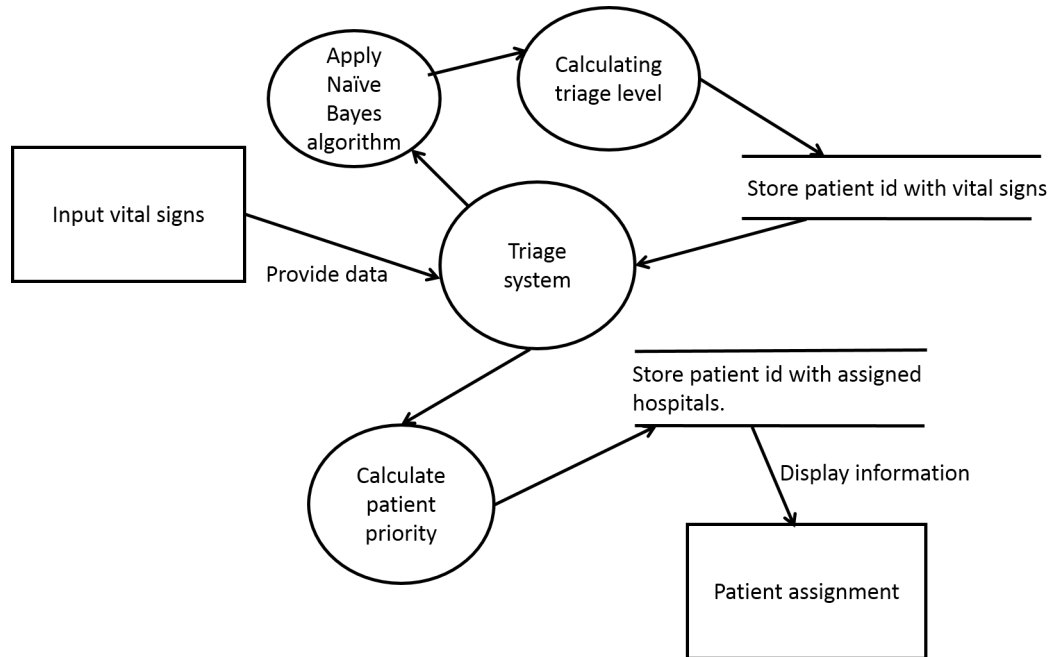 Apply
Naïve
Bayes
algorithm
Calculating
triage level
Store patient id with vital signs
Input vital signs
Provide data
Triage
system
Store patient id with assigned
hospitals.
Calculate
patient
priority
Display information
Patient assignment